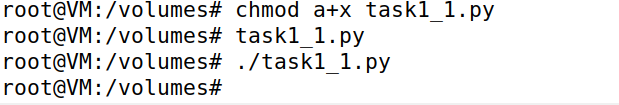 root@VM:/volumes# chmod a+x task1_1.py
root@VM:/volumes# task1_1.py
root@VM:/volumes# ./task1_1.py
root@VM:/volumes#